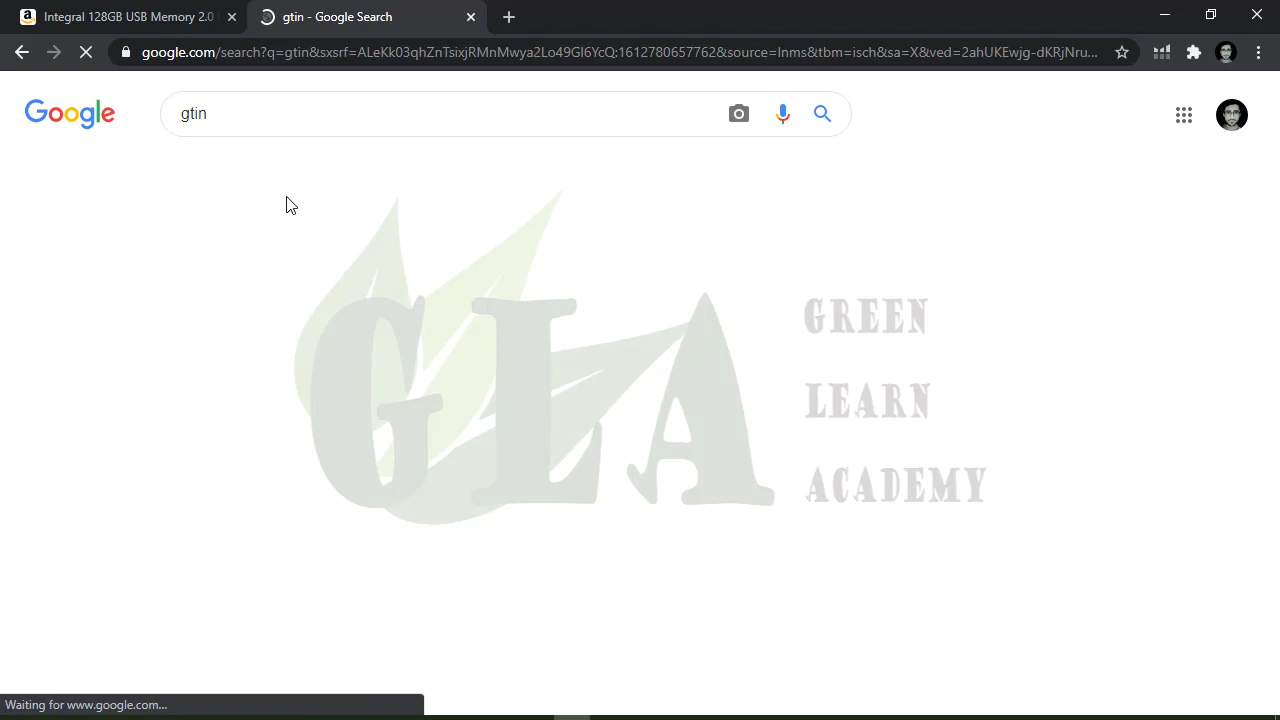 Integral 128GB USB Memory 2.0
gtin - Google Search
google.com/search?q=gtin&sxsrf=ALeKk03qhZnTsixjRMnMwya2Lo49GI6YcQ:1612780657762&source=lnms&tbm=isch&sa=X&ved=2ahUKEwjg-dKRjNru...
Google
gtin
GLA
GREEN
LEARN
ACADEMY
Waiting for www.google.com...